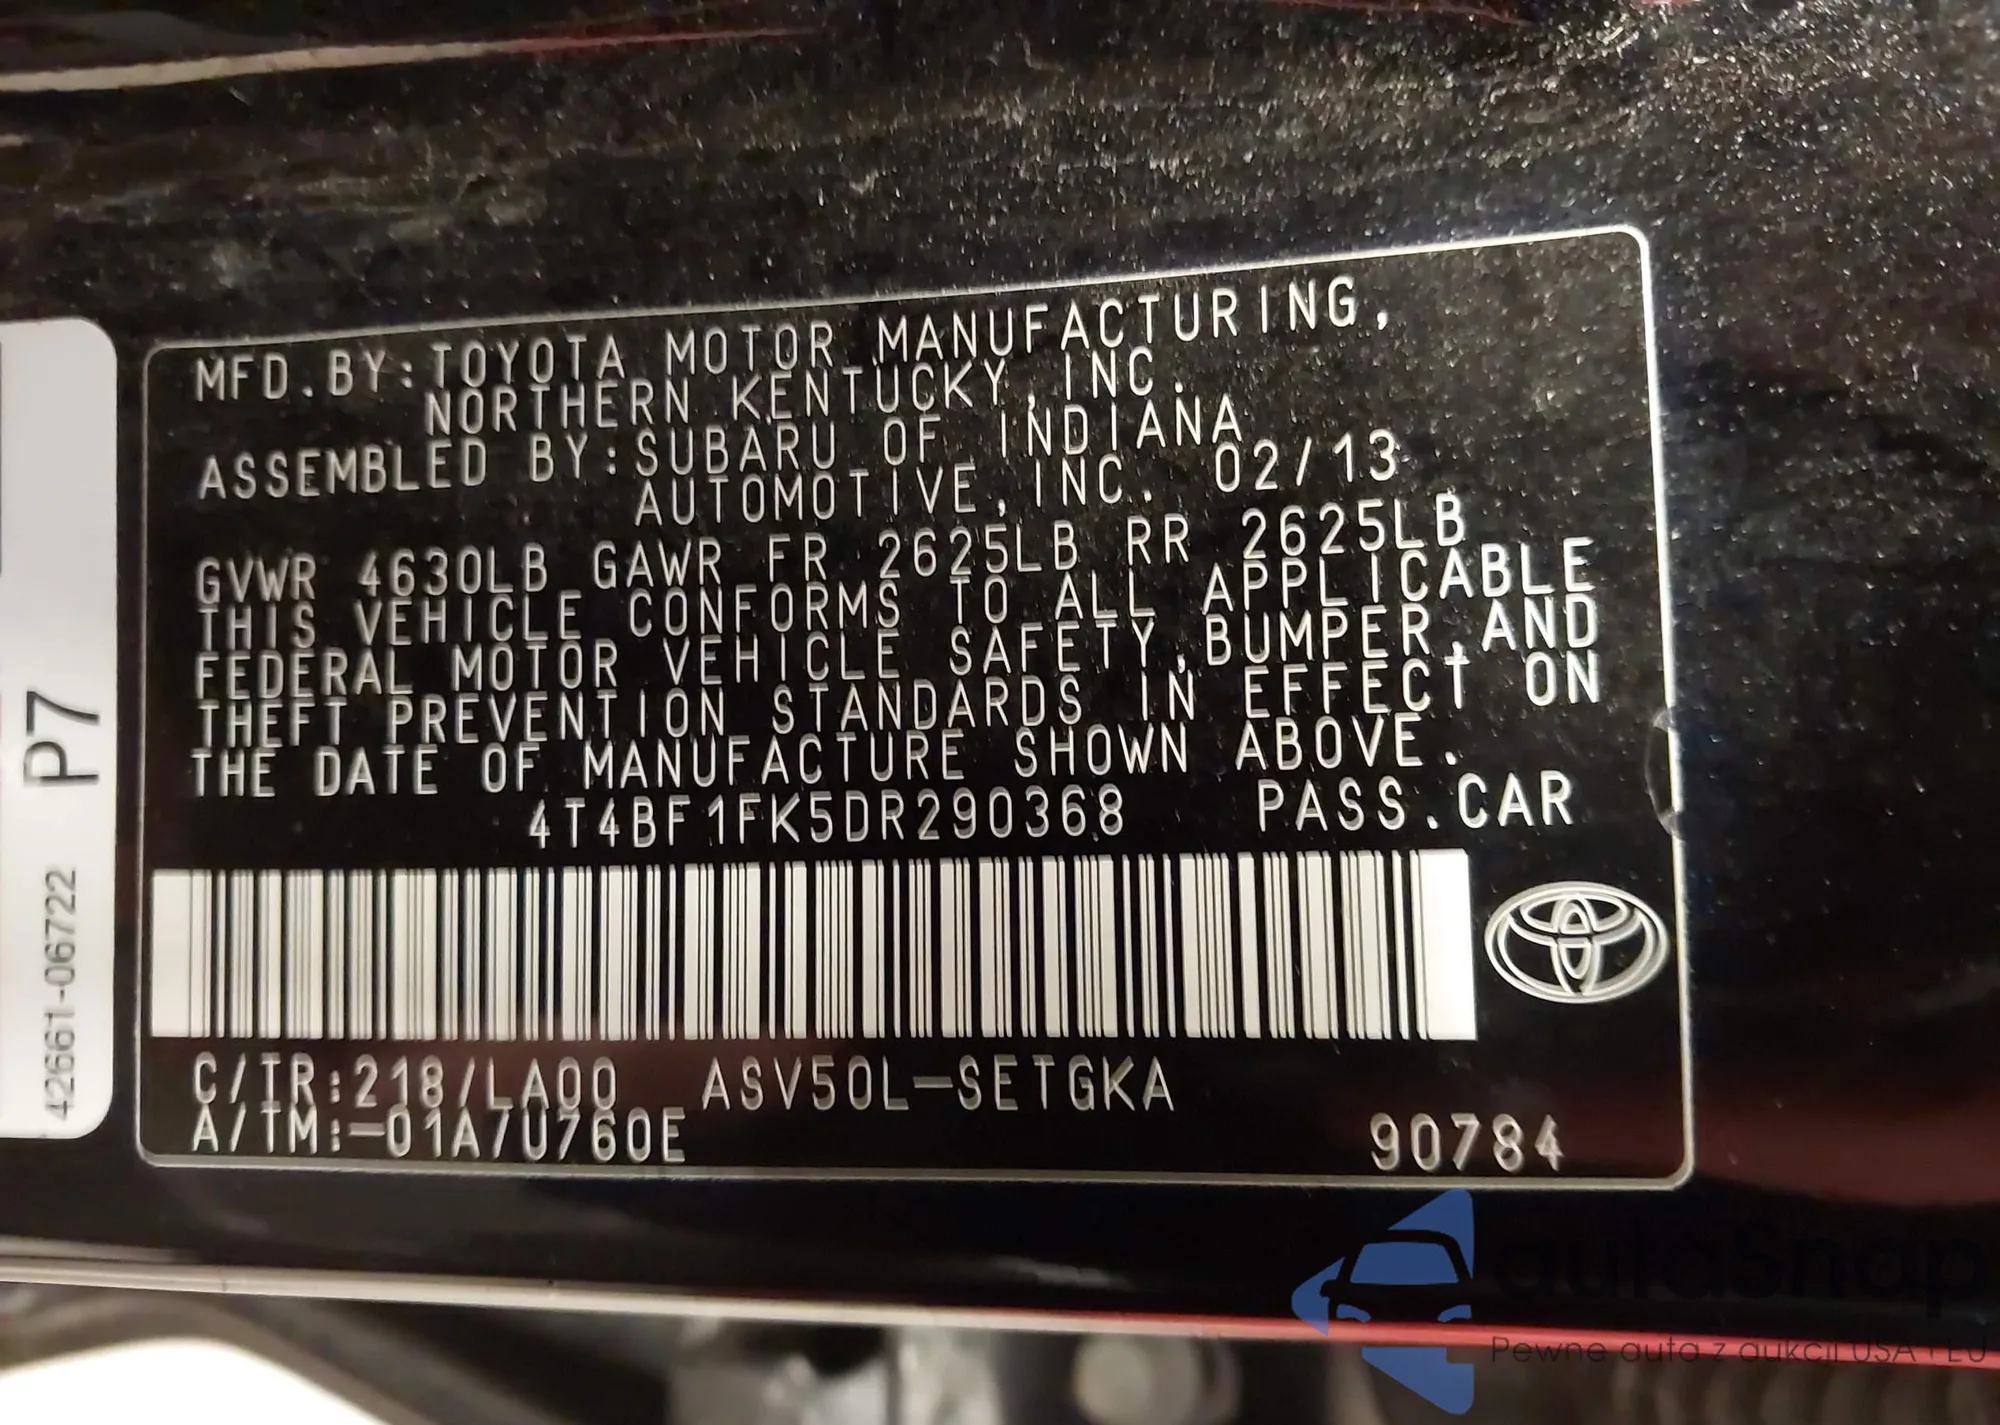 MFD.BY:TOYOTA MOTOR MANUFACTURING,
NORTHERN KENTUCKY,INC.
ASSEMBLED BY:SUBARU OF INDIANA
AUTOMOTIVE,INC. 02/13
GVWR 4630LB GAWR FR 2625LB RR 2625LB
THIS VEHICLE CONFORMS TO ALL APPLICABLE
FEDERAL MOTOR VEHICLE SAFETY,BUMPER,AND
THEFT PREVENTION STANDARDS IN EFFECT ON
THE DATE OF MANUFACTURE SHOWN ABOVE.
4T4BF1FK5DR290368 PASS.CAR
C/TR:218/LA00 ASV50L-SETGKA
A/TM:-01A/U760E 90784
P7
42661-06722
autoSnap
Pewne auta z aukcji USA i EU